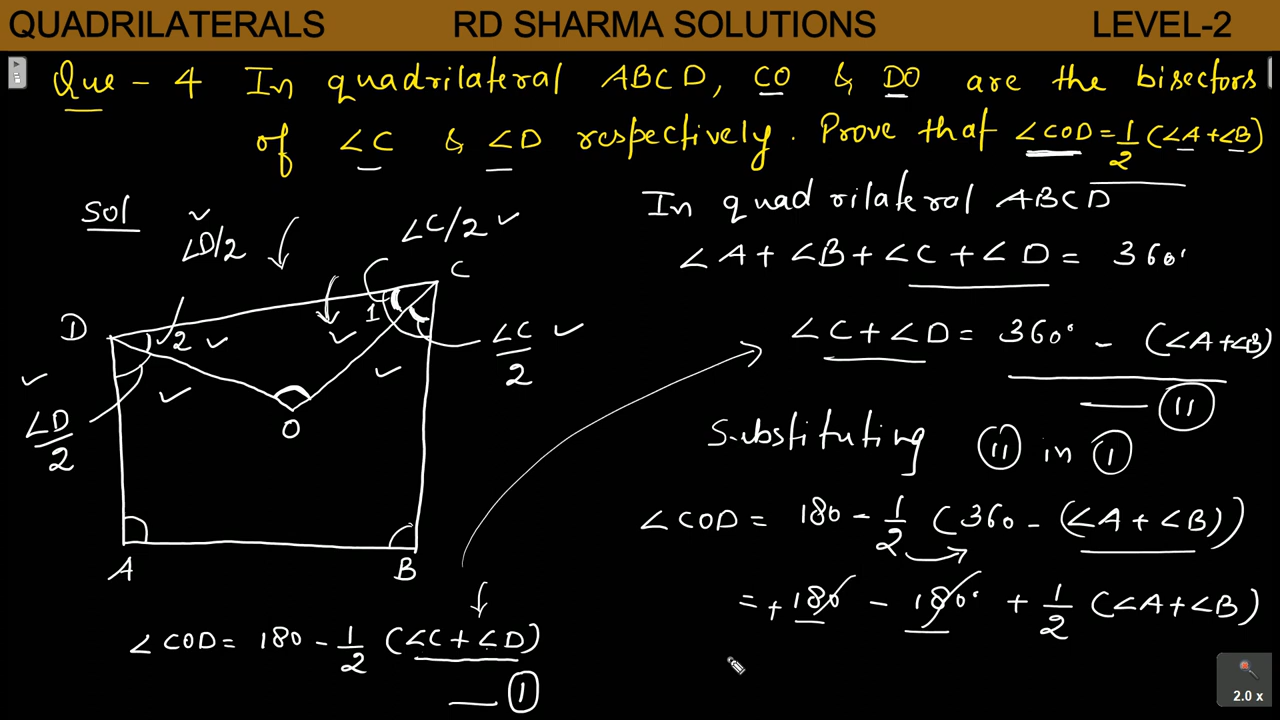 QUADRILATERALS RD SHARMA SOLUTIONS LEVEL-2
Que - 4 In quadrilateral ABCD, CO & DO are the bisectors
of ∠C & ∠D respectively. Prove that ∠COD = 1/2 (∠A+∠B)
Sol
∠D/2
∠C/2
C
D
1
2
∠C/2
∠D/2
O
A
B
∠COD = 180 - 1/2 (∠C + ∠D)
— (1)
In quadrilateral ABCD
∠A + ∠B + ∠C + ∠D = 360°
∠C + ∠D = 360° - (∠A+∠B)
— (11)
Substituting (11) in (1)
∠COD = 180 - 1/2 (360 - (∠A + ∠B))
= +180 - 180° + 1/2 (∠A+∠B)
2.0 x